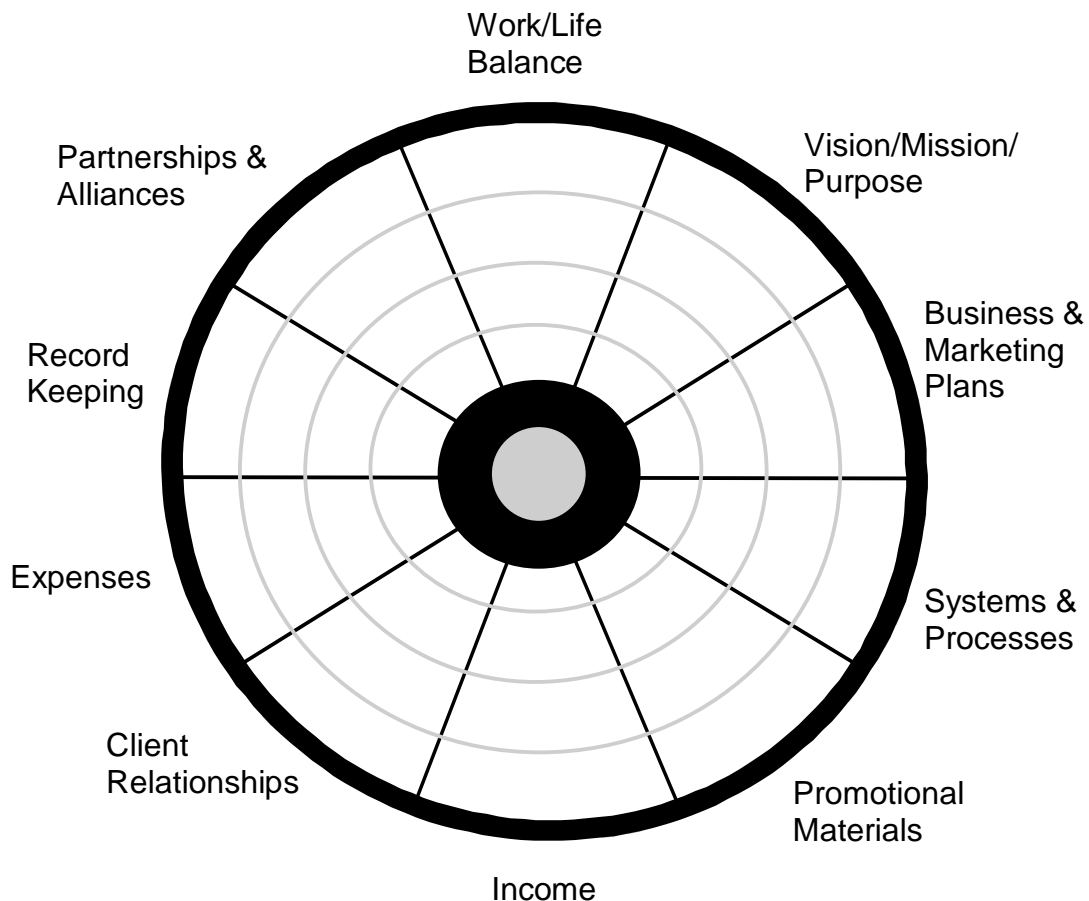 Work/Life
Balance
Vision/Mission/
Purpose
Business &
Marketing
Plans
Systems &
Processes
Promotional
Materials
Income
Client
Relationships
Expenses
Record
Keeping
Partnerships &
Alliances